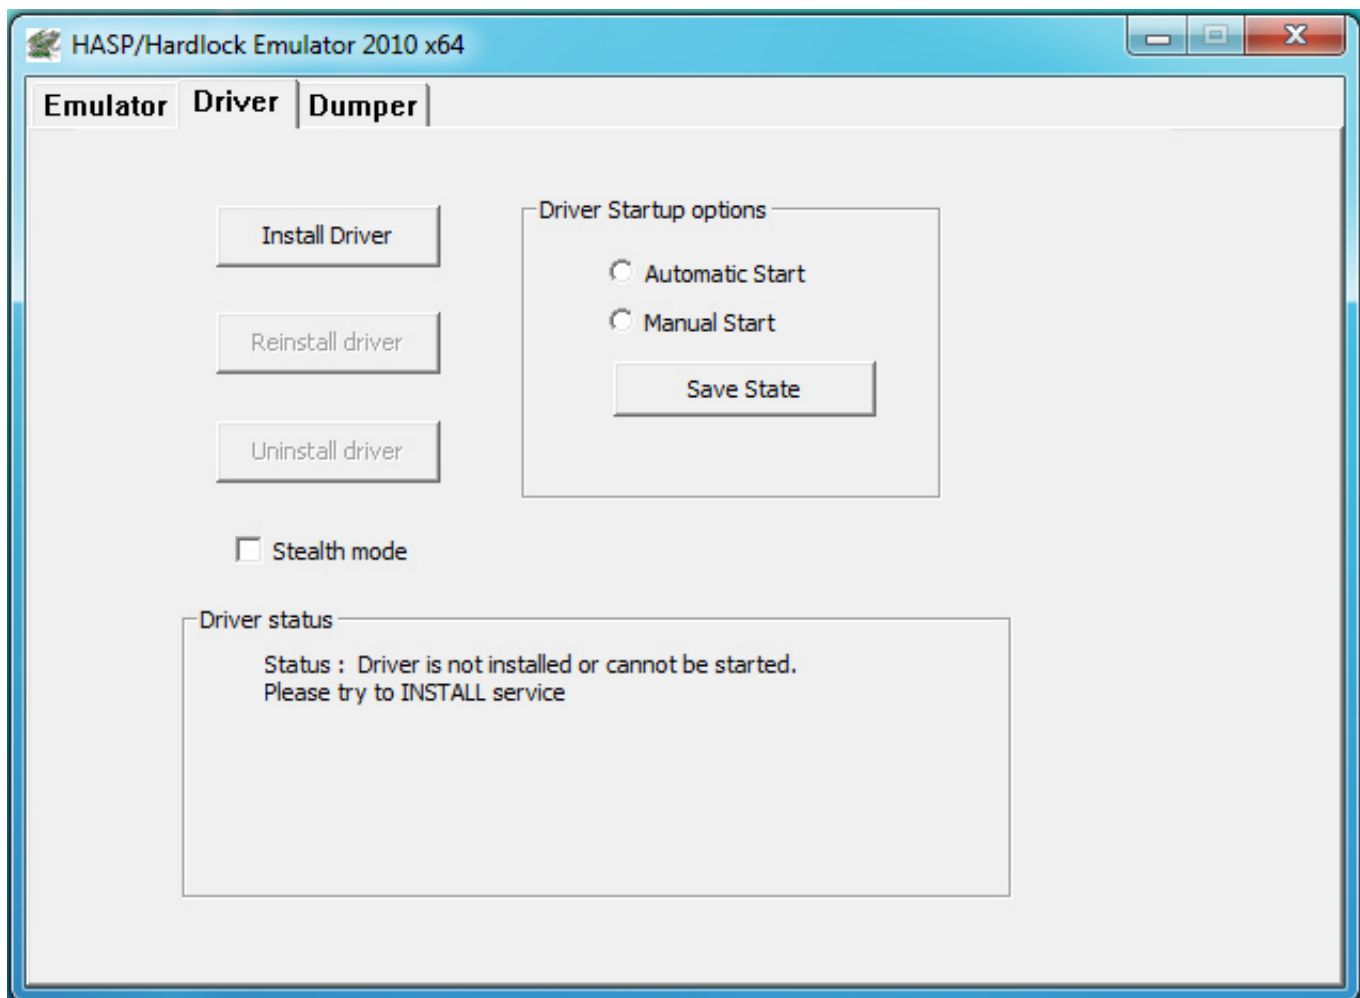 HASP/Hardlock Emulator 2010 x64
Emulator Driver Dumper
Install Driver
Reinstall driver
Uninstall driver
Stealth mode
Driver Startup options
Automatic Start
Manual Start
Save State
Driver status
Status : Driver is not installed or cannot be started.
Please try to INSTALL service